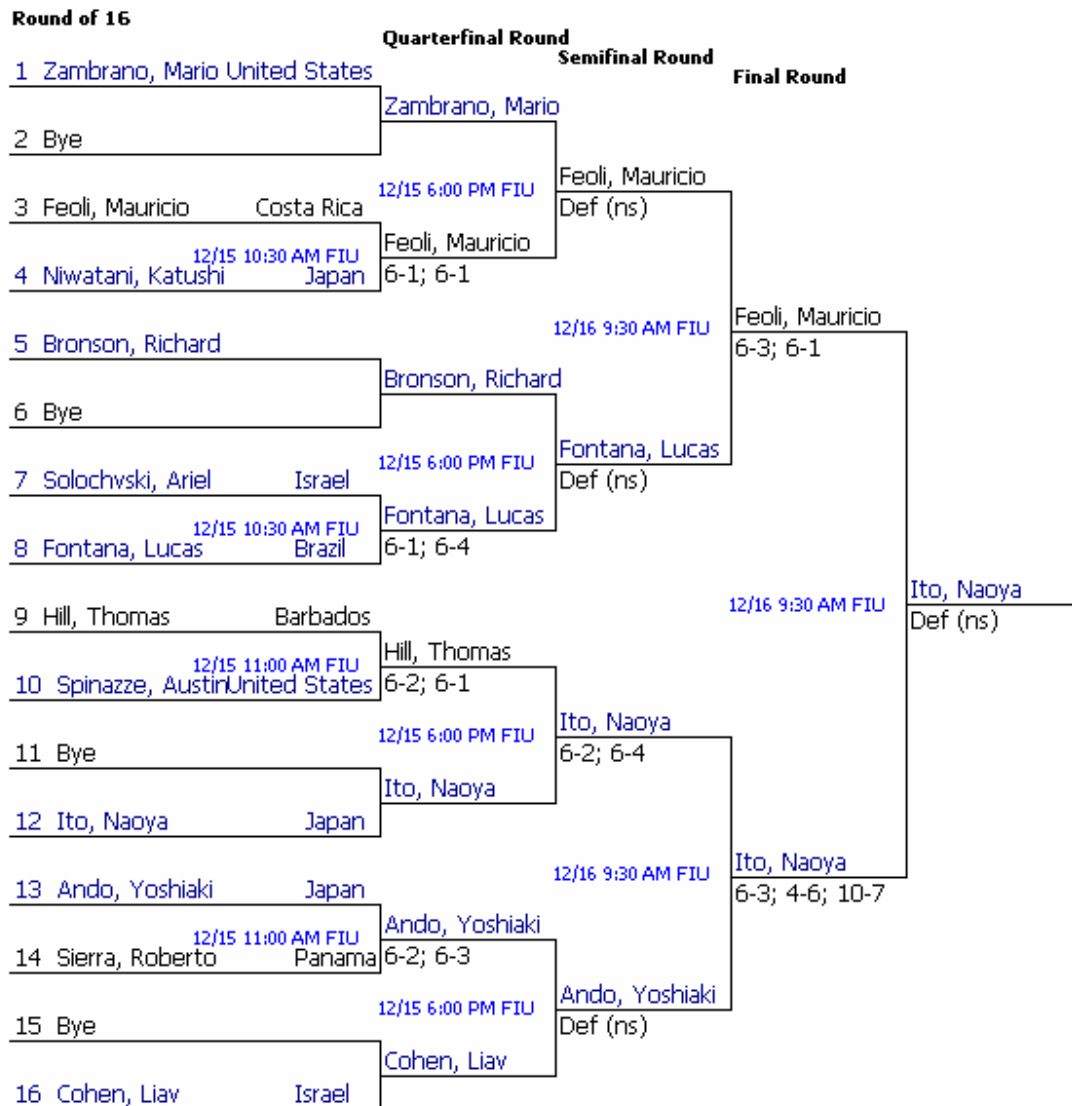 Round of 16
Quarterfinal Round
Semifinal Round
Final Round
1 Zambrano, Mario United States
Zambrano, Mario
2 Bye
12/15 6:00 PM FIU
Feoli, Mauricio
Def (ns)
3 Feoli, Mauricio Costa Rica
12/15 10:30 AM FIU
Feoli, Mauricio
6-1; 6-1
4 Niwatani, Katushi Japan
12/16 9:30 AM FIU
Feoli, Mauricio
6-3; 6-1
5 Bronson, Richard
Bronson, Richard
6 Bye
12/15 6:00 PM FIU
Fontana, Lucas
Def (ns)
7 Solochvski, Ariel Israel
12/15 10:30 AM FIU
Fontana, Lucas
6-1; 6-4
8 Fontana, Lucas Brazil
12/16 9:30 AM FIU
Ito, Naoya
Def (ns)
9 Hill, Thomas Barbados
12/15 11:00 AM FIU
Hill, Thomas
6-2; 6-1
10 Spinazze, Austin United States
12/15 6:00 PM FIU
Ito, Naoya
6-2; 6-4
11 Bye
Ito, Naoya
12 Ito, Naoya Japan
12/16 9:30 AM FIU
Ito, Naoya
6-3; 4-6; 10-7
13 Ando, Yoshiaki Japan
12/15 11:00 AM FIU
Ando, Yoshiaki
6-2; 6-3
14 Sierra, Roberto Panama
12/15 6:00 PM FIU
Ando, Yoshiaki
Def (ns)
15 Bye
Cohen, Liav
16 Cohen, Liav Israel